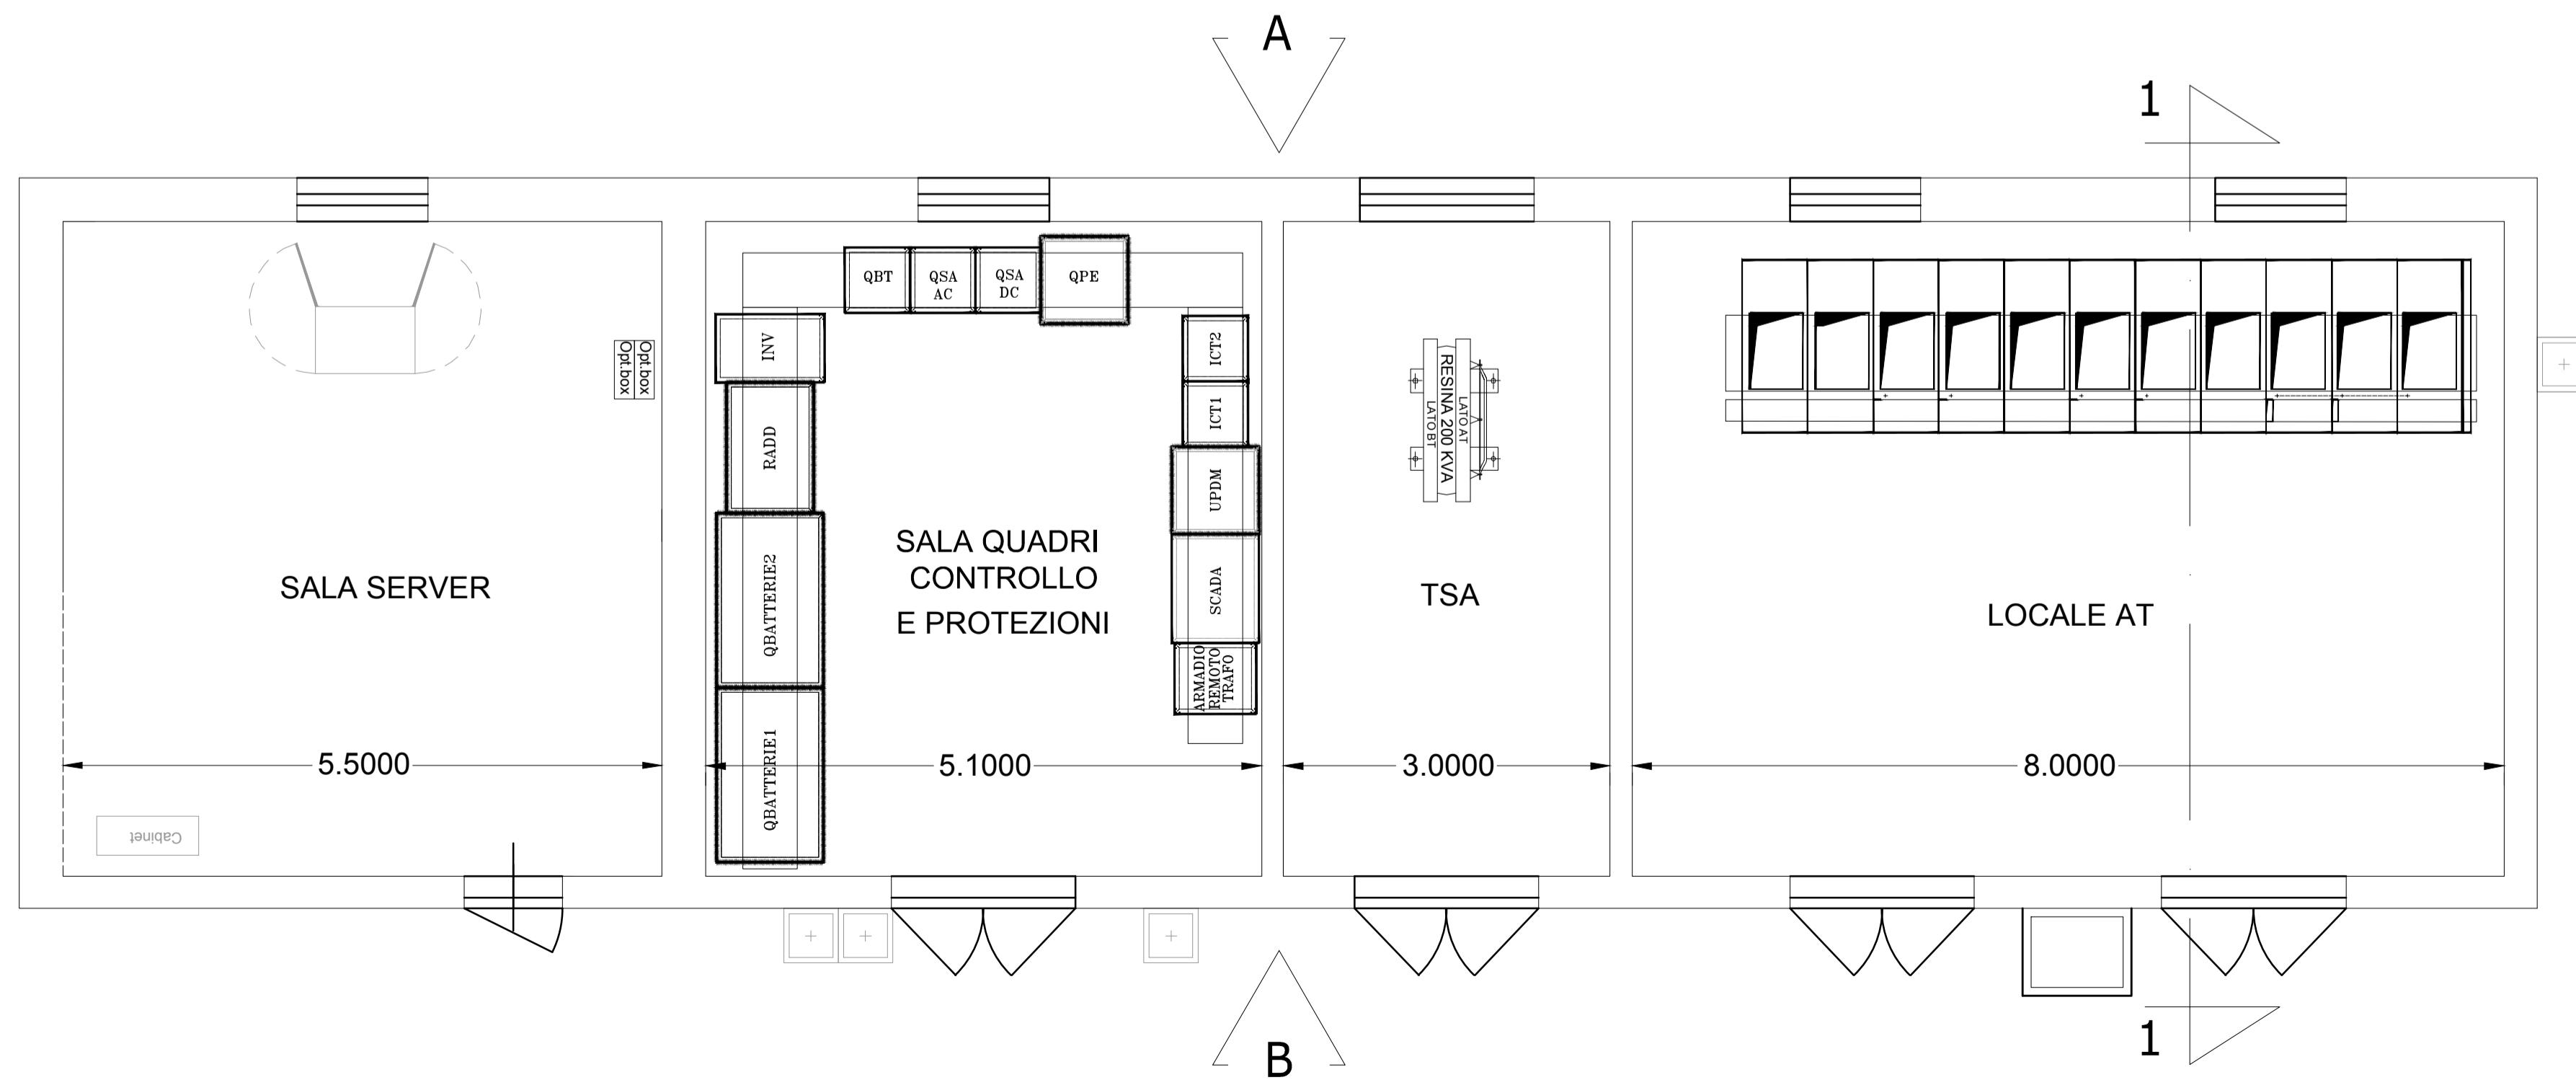 A
1
QBT
QSA
AC
QSA
DC
QPE
INV
RADD
QBATTERIE2
QBATTERIE1
ICT2
ICT1
UPDM
SCADA
ARMADIO
REMOTO
TRAFO
Opt.box
Opt.box
LATO AT
RESINA 200 KVA
LATO BT
SALA SERVER
SALA QUADRI
CONTROLLO
E PROTEZIONI
TSA
LOCALE AT
5.5000
5.1000
3.0000
8.0000
Cabinet
B
1